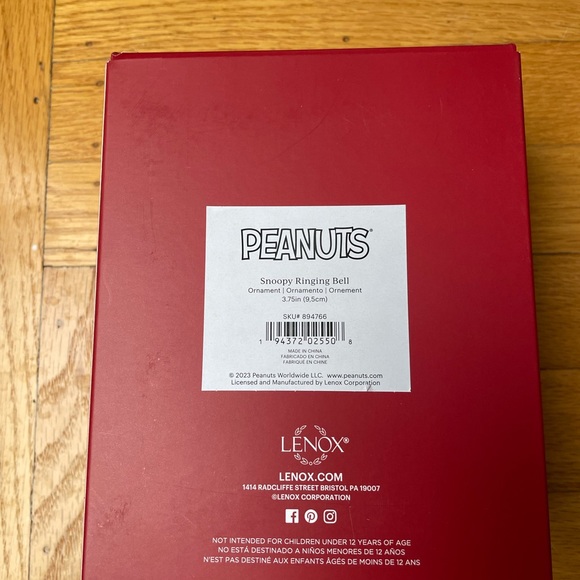 PEANUTS®
Snoopy Ringing Bell
Ornament | Ornamento | Ornement
3.75in (9,5cm)
SKU# 894766
1 94372 02550 8
MADE IN CHINA
FABRICADO EN CHINA
FABRIQUÉ EN CHINE
© 2023 Peanuts Worldwide LLC. www.peanuts.com
Licensed and Manufactured by Lenox Corporation
LENOX®
LENOX.COM
1414 RADCLIFFE STREET BRISTOL PA 19007
©LENOX CORPORATION
NOT INTENDED FOR CHILDREN UNDER 12 YEARS OF AGE
NO ESTÁ DESTINADO A NIÑOS MENORES DE 12 AÑOS
N'EST PAS DESTINÉ AUX ENFANTS ÂGÉS DE MOINS DE 12 ANS